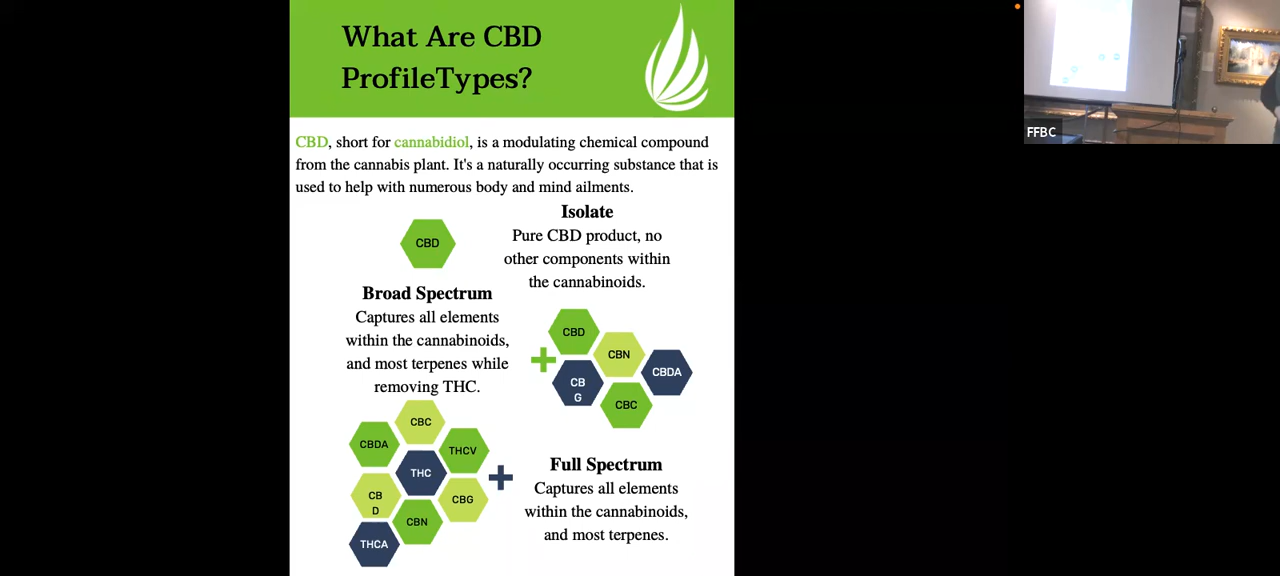 What Are CBD
ProfileTypes?
CBD, short for cannabidiol, is a modulating chemical compound
from the cannabis plant. It's a naturally occurring substance that is
used to help with numerous body and mind ailments.
Isolate
Pure CBD product, no
other components within
the cannabinoids.
CBD
Broad Spectrum
Captures all elements
within the cannabinoids,
and most terpenes while
removing THC.
CBD
CBN
CBDA
CB
G
CBC
CBC
CBDA
THCV
THC
CB
D
CBG
CBN
THCA
Full Spectrum
Captures all elements
within the cannabinoids,
and most terpenes.
FFBC